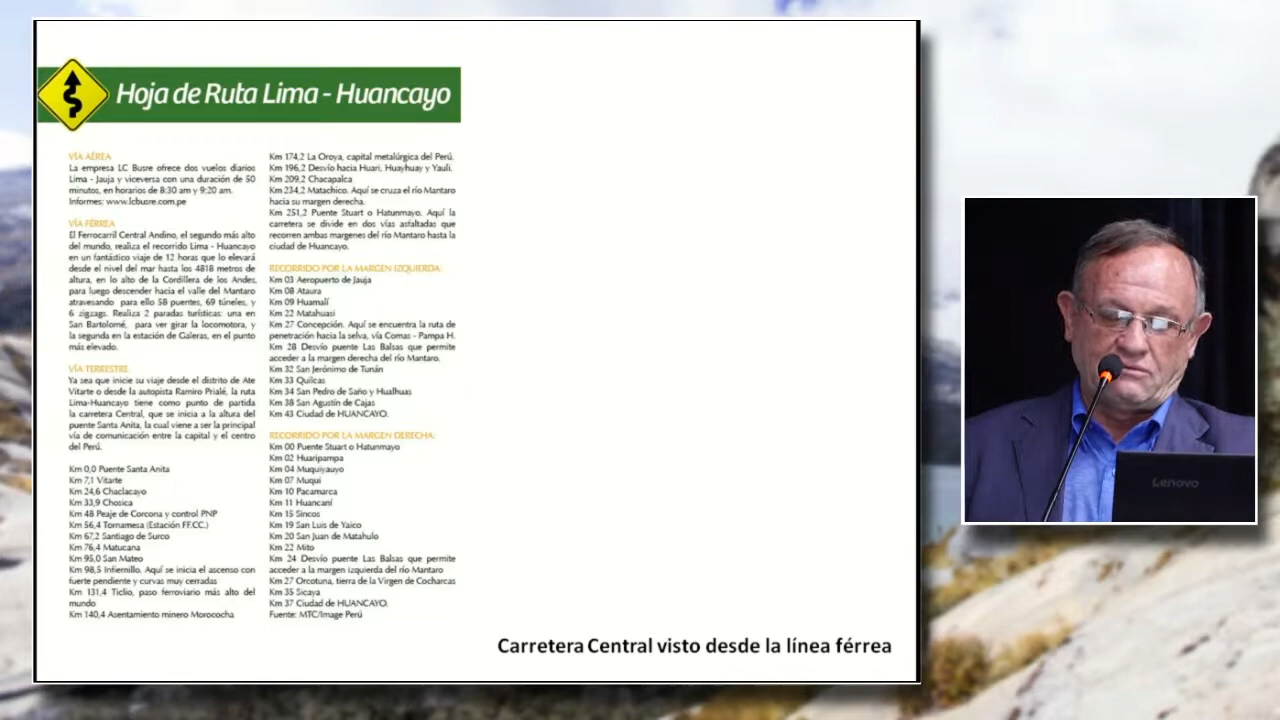 Hoja de Ruta Lima - Huancayo
VÍA AÉREA
La empresa LC Busre ofrece dos vuelos diarios
Lima - Jauja y viceversa con una duración de 50
minutos, en horarios de 8:30 am y 9:20 am.
Informes: www.lcbusre.com.pe
VÍA FÉRREA
El Ferrocarril Central Andino, el segundo más alto
del mundo, realiza el recorrido Lima - Huancayo
en un fantástico viaje de 12 horas que lo elevará
desde el nivel del mar hasta los 4818 metros de
altura, en lo alto de la Cordillera de los Andes,
para luego descender hacia el valle del Mantaro
atravesando para ello 58 puentes, 69 túneles, y
6 zigzags. Realiza 2 paradas turísticas: una en
San Bartolomé, para ver girar la locomotora, y
la segunda en la estación de Galeras, en el punto
más elevado.
VÍA TERRESTRE
Ya sea que inicie su viaje desde el distrito de Ate
Vitarte o desde la autopista Ramiro Prialé, la ruta
Lima-Huancayo tiene como punto de partida
la carretera Central, que se inicia a la altura del
puente Santa Anita, la cual viene a ser la principal
vía de comunicación entre la capital y el centro
del Perú.
Km 0,0 Puente Santa Anita
Km 7,1 Vitarte
Km 24,6 Chaclacayo
Km 33,9 Chosica
Km 48 Peaje de Corcona y control PNP
Km 56,4 Tornamesa (Estación FF.CC.)
Km 67,2 Santiago de Surco
Km 76,4 Matucana
Km 95,0 San Mateo
Km 98,5 Infiernillo. Aquí se inicia el ascenso con
fuerte pendiente y curvas muy cerradas
Km 131,4 Ticlio, paso ferroviario más alto del
mundo
Km 140,4 Asentamiento minero Morococha
Km 174,2 La Oroya, capital metalúrgica del Perú.
Km 196,2 Desvío hacia Huari, Huayhuay y Yauli.
Km 209,2 Chacapalca
Km 234,2 Matachico. Aquí se cruza el río Mantaro
hacia su margen derecha.
Km 251,2 Puente Stuart o Hatunmayo. Aquí la
carretera se divide en dos vías asfaltadas que
recorren ambas margenes del río Mantaro hasta la
ciudad de Huancayo.
RECORRIDO POR LA MARGEN IZQUIERDA:
Km 03 Aeropuerto de Jauja
Km 08 Ataura
Km 09 Huamalí
Km 22 Matahuasi
Km 27 Concepción. Aquí se encuentra la ruta de
penetración hacia la selva, vía Comas - Pampa H.
Km 28 Desvío puente Las Balsas que permite
acceder a la margen derecha del río Mantaro.
Km 32 San Jerónimo de Tunán
Km 33 Quilcas
Km 34 San Pedro de Saño y Hualhuas
Km 38 San Agustín de Cajas
Km 43 Ciudad de HUANCAYO.
RECORRIDO POR LA MARGEN DERECHA:
Km 00 Puente Stuart o Hatunmayo
Km 02 Huaripampa
Km 04 Muquiyauyo
Km 07 Muqui
Km 10 Pacamarca
Km 11 Huancaní
Km 15 Sincos
Km 19 San Luis de Yaico
Km 20 San Juan de Matahulo
Km 22 Mito
Km 24 Desvío puente Las Balsas que permite
acceder a la margen izquierda del río Mantaro
Km 27 Orcotuna, tierra de la Virgen de Cocharcas
Km 35 Sicaya
Km 37 Ciudad de HUANCAYO.
Fuente: MTC/Image Perú
Carretera Central visto desde la línea férrea
Lenovo